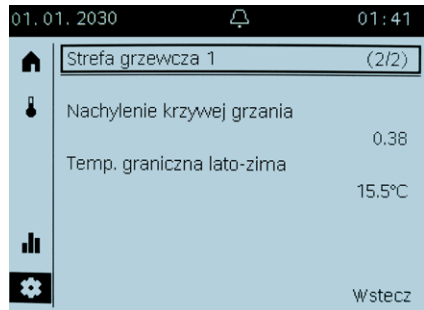 01. 01. 2030 01:41
Strefa grzewcza 1 (2/2)
Nachylenie krzywej grzania
0.38
Temp. graniczna lato-zima
15.5°C
Wstecz